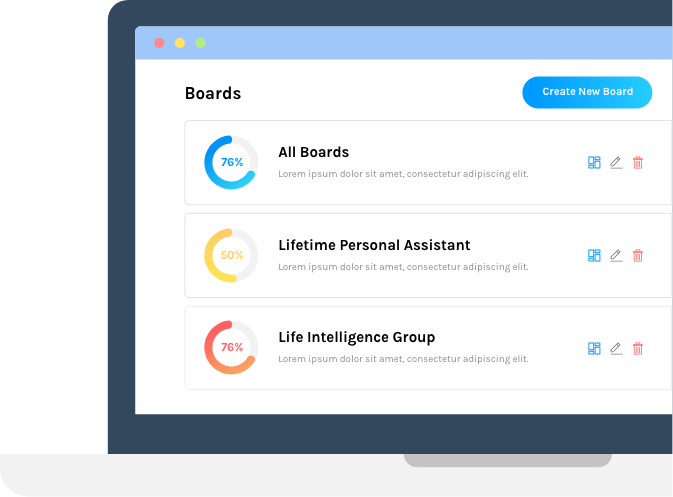 Boards
Create New Board
76%
All Boards
Lorem ipsum dolor sit amet, consectetur adipiscing elit.
50%
Lifetime Personal Assistant
Lorem ipsum dolor sit amet, consectetur adipiscing elit.
76%
Life Intelligence Group
Lorem ipsum dolor sit amet, consectetur adipiscing elit.